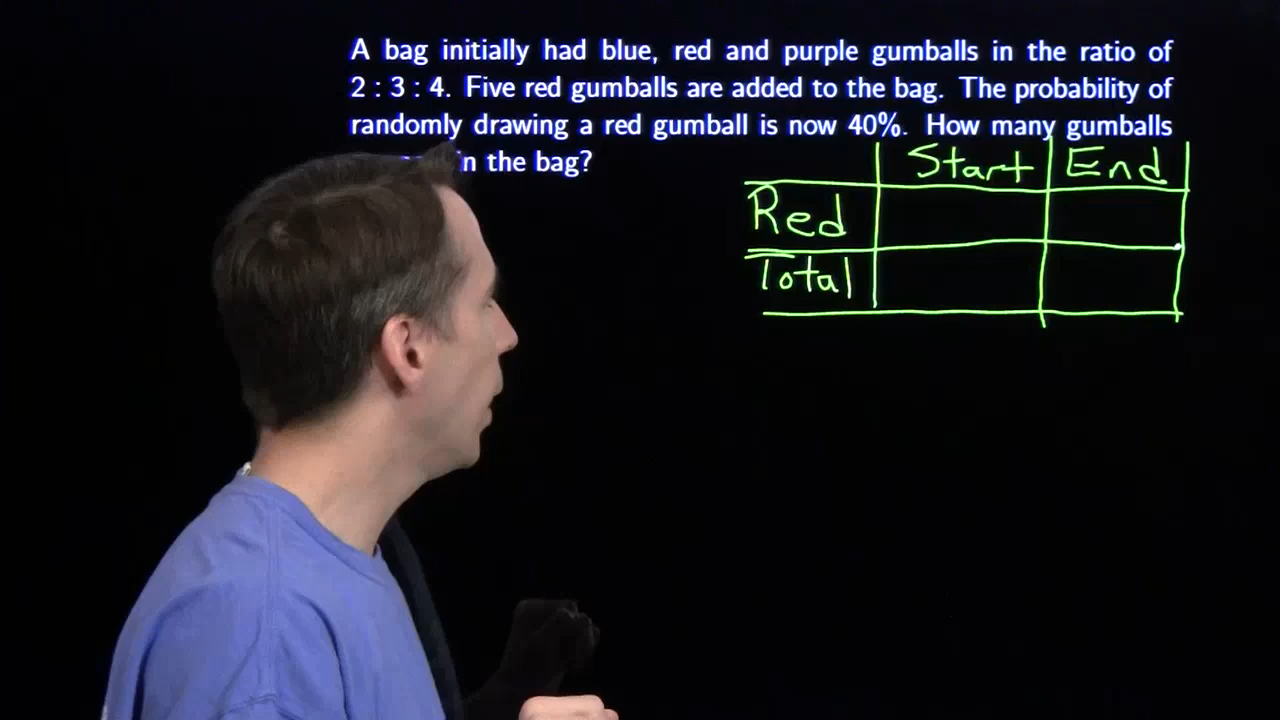 A bag initially had blue, red and purple gumballs in the ratio of
2 : 3 : 4. Five red gumballs are added to the bag. The probability of
randomly drawing a red gumball is now 40%. How many gumballs
in the bag?
Start End
Red
Total